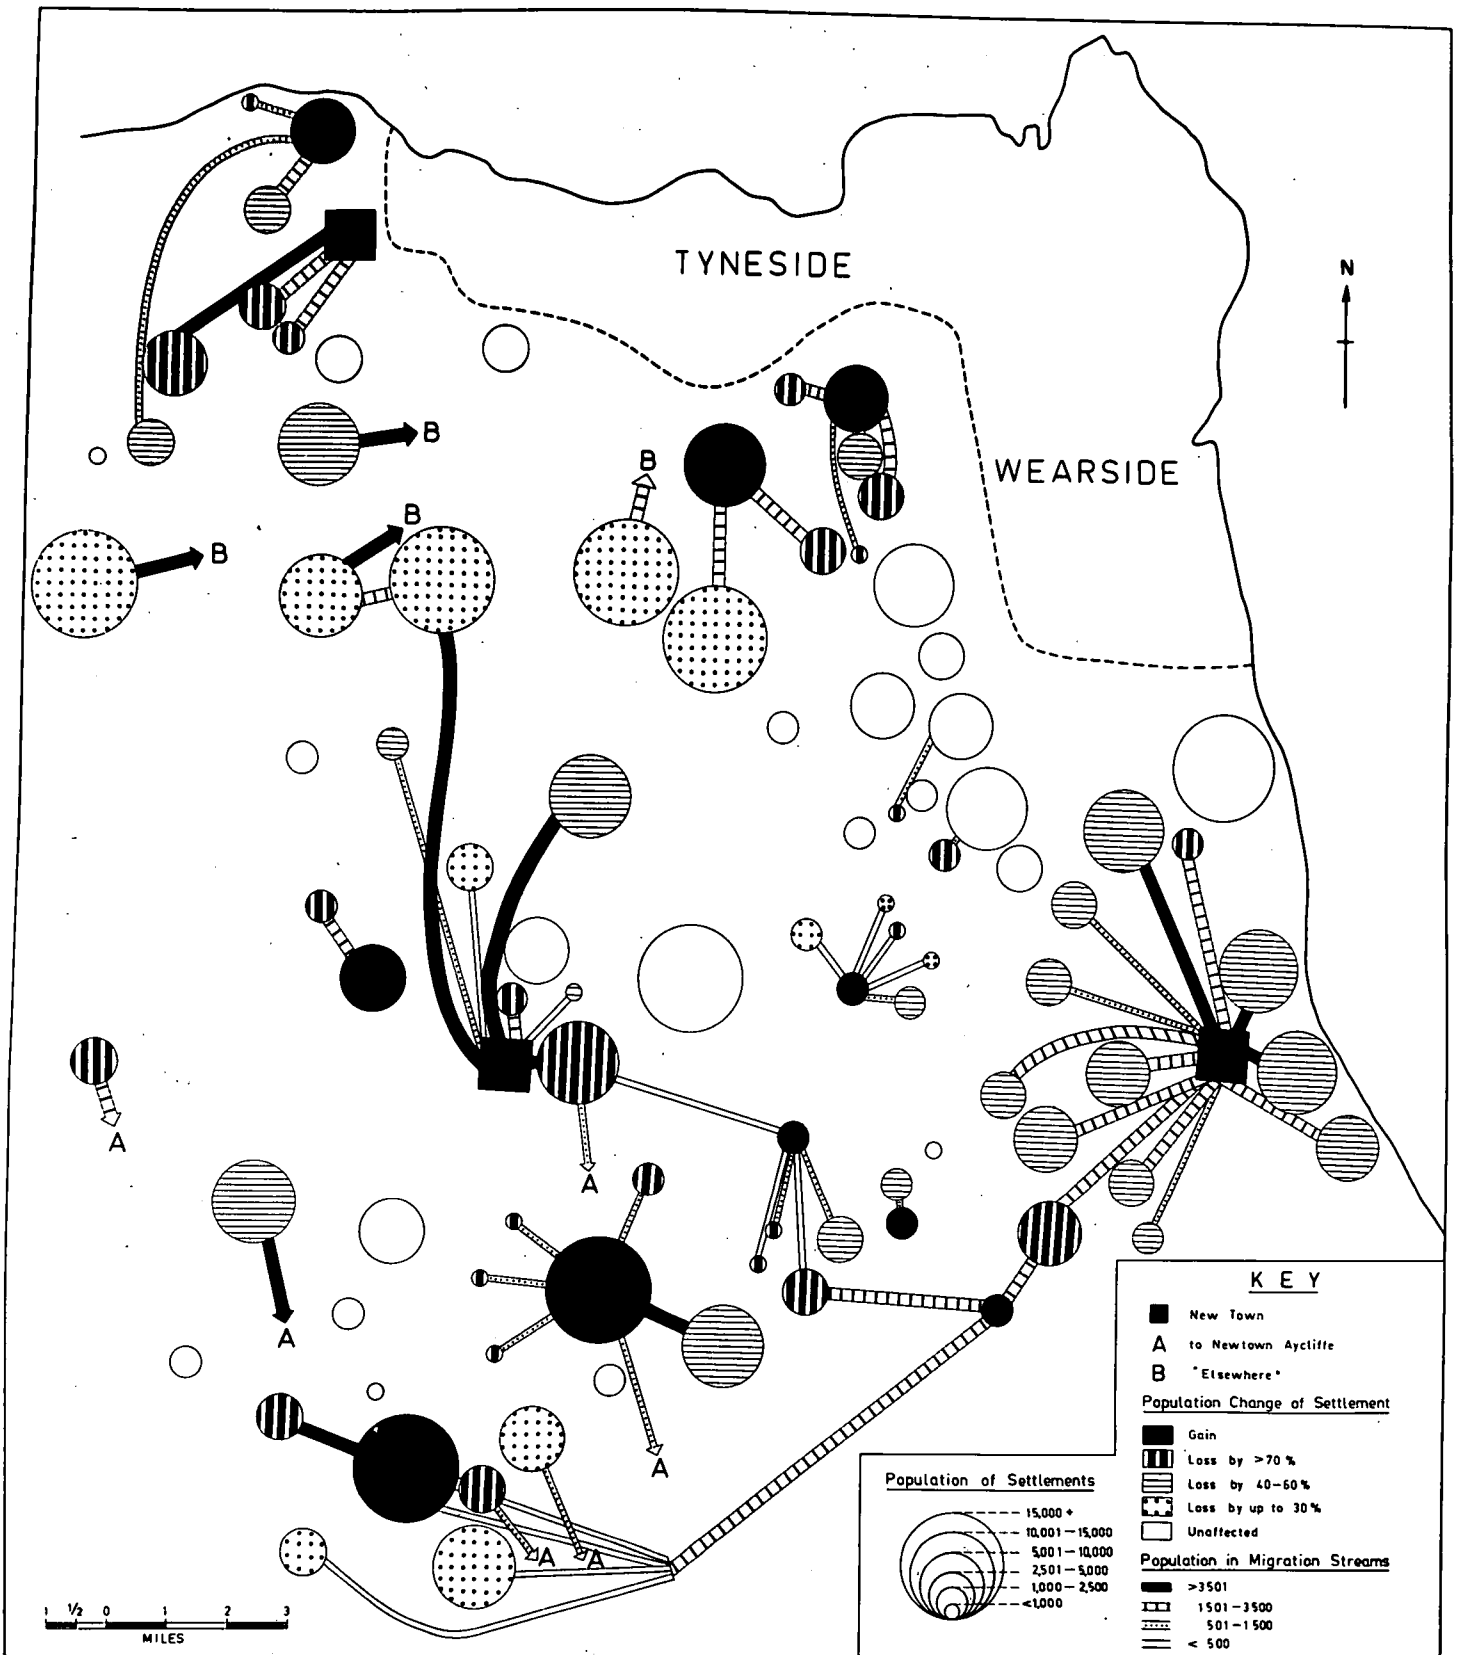 TYNESIDE
N
B
B
WEARSIDE
B
B
A
A
A
A
A
A
K E Y
New Town
A to Newtown Aycliffe
B "Elsewhere"
Population Change of Settlement
Gain
Loss by >70%
Loss by 40-60%
Loss by up to 30%
Unaffected
Population in Migration Streams
>3501
1501-3500
501-1500
< 500
Population of Settlements
15,000 +
10,001 - 15,000
5,001 - 10,000
2,501 - 5,000
1,000 - 2,500
<1,000
1 1/2 0 1 2 3
MILES